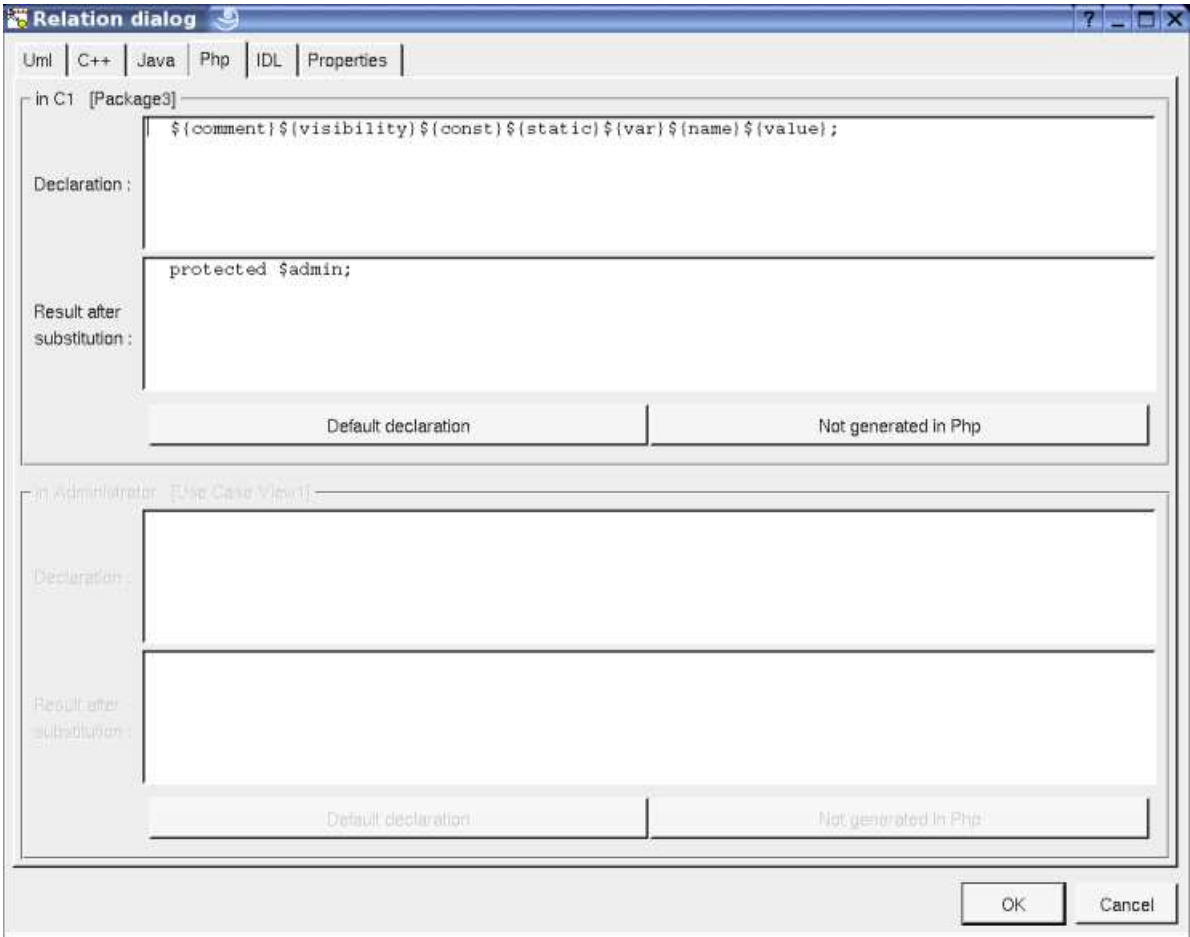 Relation dialog
Uml C++ Java Php IDL Properties
in C1 [Package3]
${comment}${visibility}${const}${static}${var}${name}${value};
Declaration :
protected $admin;
Result after
substitution :
Default declaration Not generated in Php
in Administrator [Use Case View1]
Declaration :
Result after
substitution :
Default declaration Not generated in Php
OK Cancel